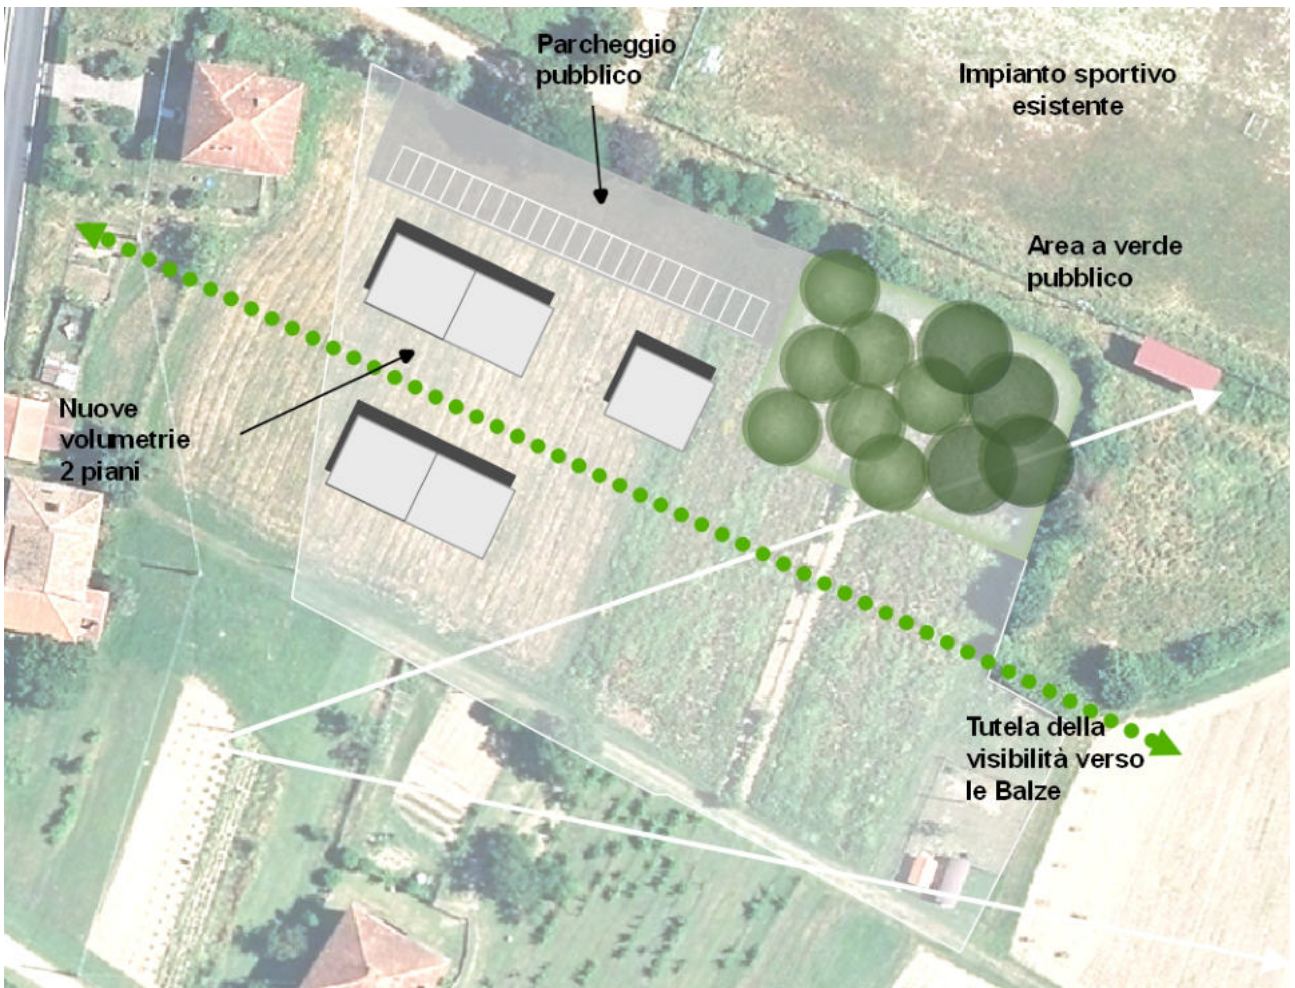 Parcheggio
pubblico
Impianto sportivo
esistente
Area a verde
pubblico
Nuove
volumetrie
2 piani
Tutela della
visibilità verso
le Balze